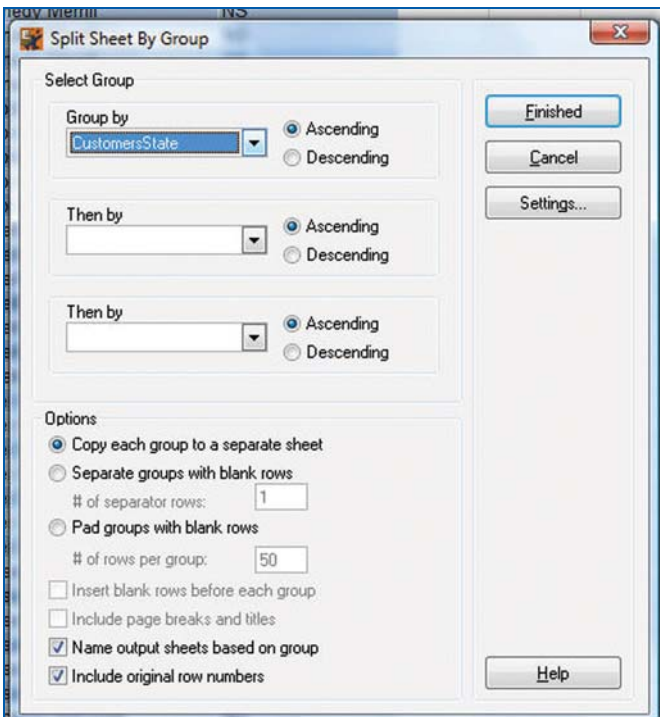 edy Merrill NS
Split Sheet By Group
Select Group
Group by
CustomersState
Ascending
Descending
Then by
Ascending
Descending
Then by
Ascending
Descending
Finished
Cancel
Settings...
Options
Copy each group to a separate sheet
Separate groups with blank rows
# of separator rows: 1
Pad groups with blank rows
# of rows per group: 50
Insert blank rows before each group
Include page breaks and titles
Name output sheets based on group
Include original row numbers
Help